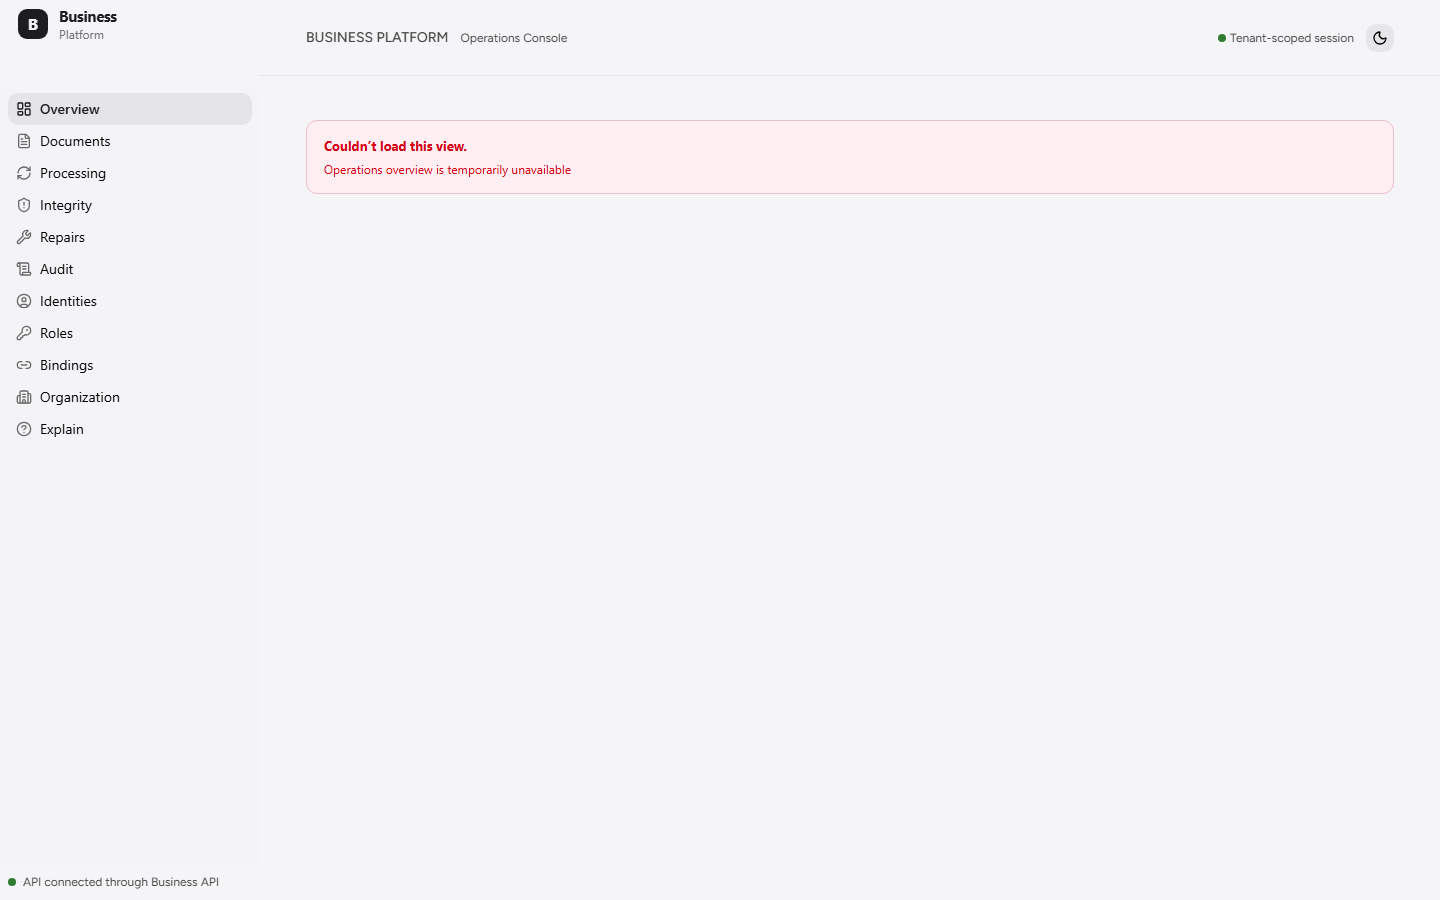 B
Business
Platform
BUSINESS PLATFORM Operations Console
Tenant-scoped session
Overview
Documents
Processing
Integrity
Repairs
Audit
Identities
Roles
Bindings
Organization
Explain
Couldn’t load this view.
Operations overview is temporarily unavailable
API connected through Business API